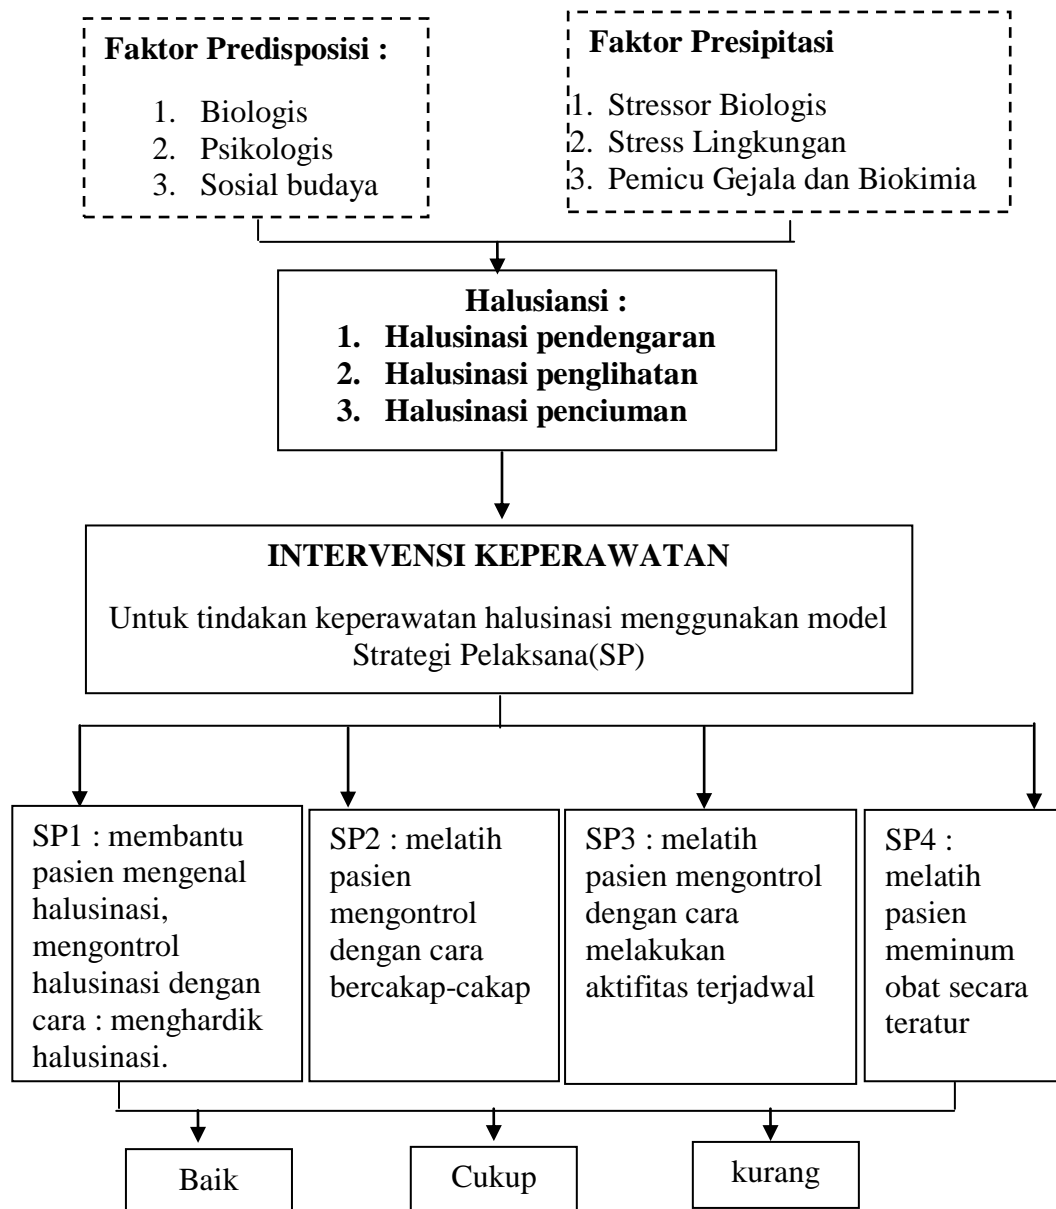 Faktor Predisposisi :
1. Biologis
2. Psikologis
3. Sosial budaya
Faktor Presipitasi
1. Stressor Biologis
2. Stress Lingkungan
3. Pemicu Gejala dan Biokimia
Halusiansi :
1. Halusinasi pendengaran
2. Halusinasi penglihatan
3. Halusinasi penciuman
INTERVENSI KEPERAWATAN
Untuk tindakan keperawatan halusinasi menggunakan model
Strategi Pelaksana(SP)
SP1 : membantu
pasien mengenal
halusinasi,
mengontrol
halusinasi dengan
cara : menghardik
halusinasi.
SP2 : melatih
pasien
mengontrol
dengan cara
bercakap-cakap
SP3 : melatih
pasien mengontrol
dengan cara
melakukan
aktifitas terjadwal
SP4 :
melatih
pasien
meminum
obat secara
teratur
Baik
Cukup
kurang